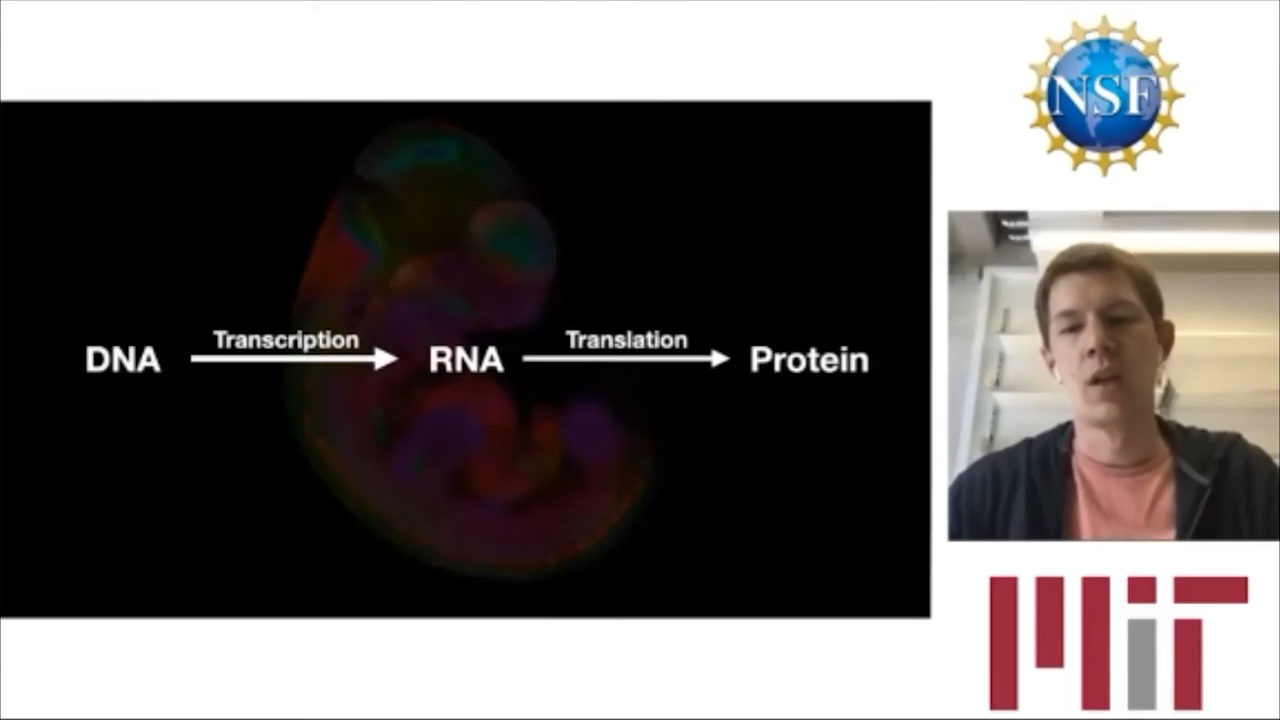 NSF
Transcription
Translation
DNA
RNA
Protein
MIT